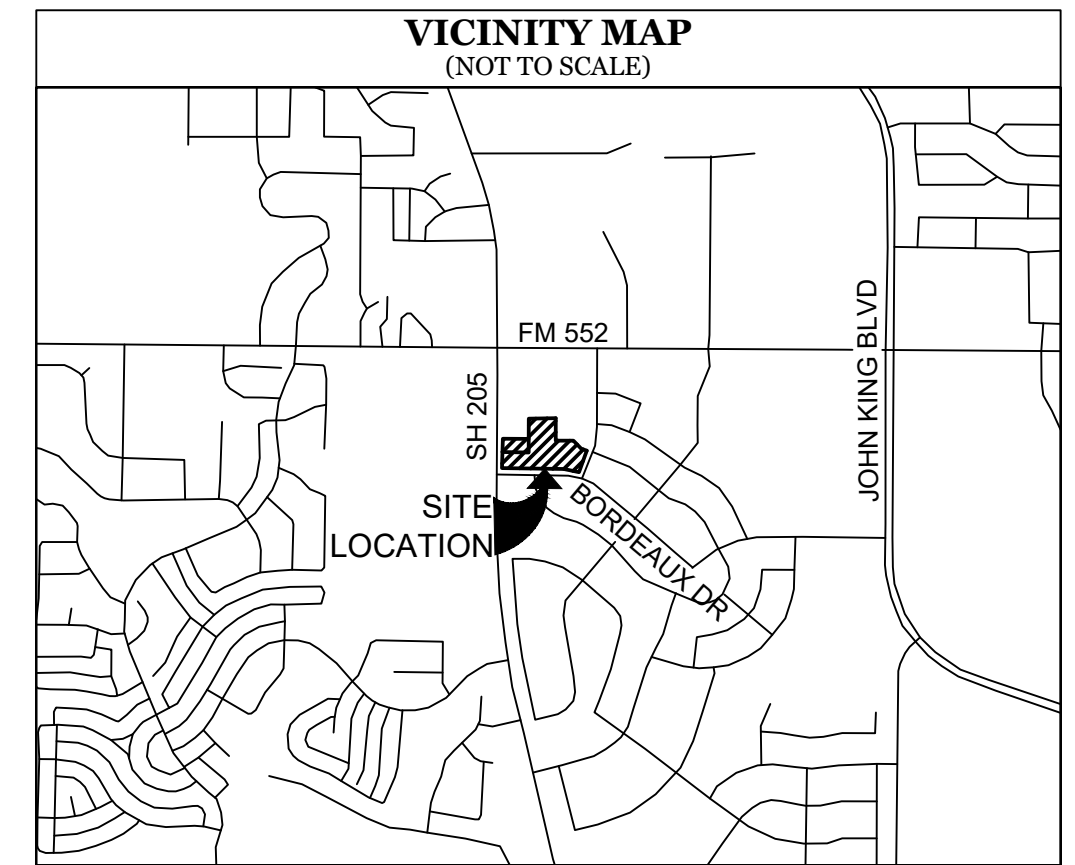 VICINITY MAP
(NOT TO SCALE)
FM 552
SH 205
JOHN KING BLVD
SITE
LOCATION
BORDEAUX DR